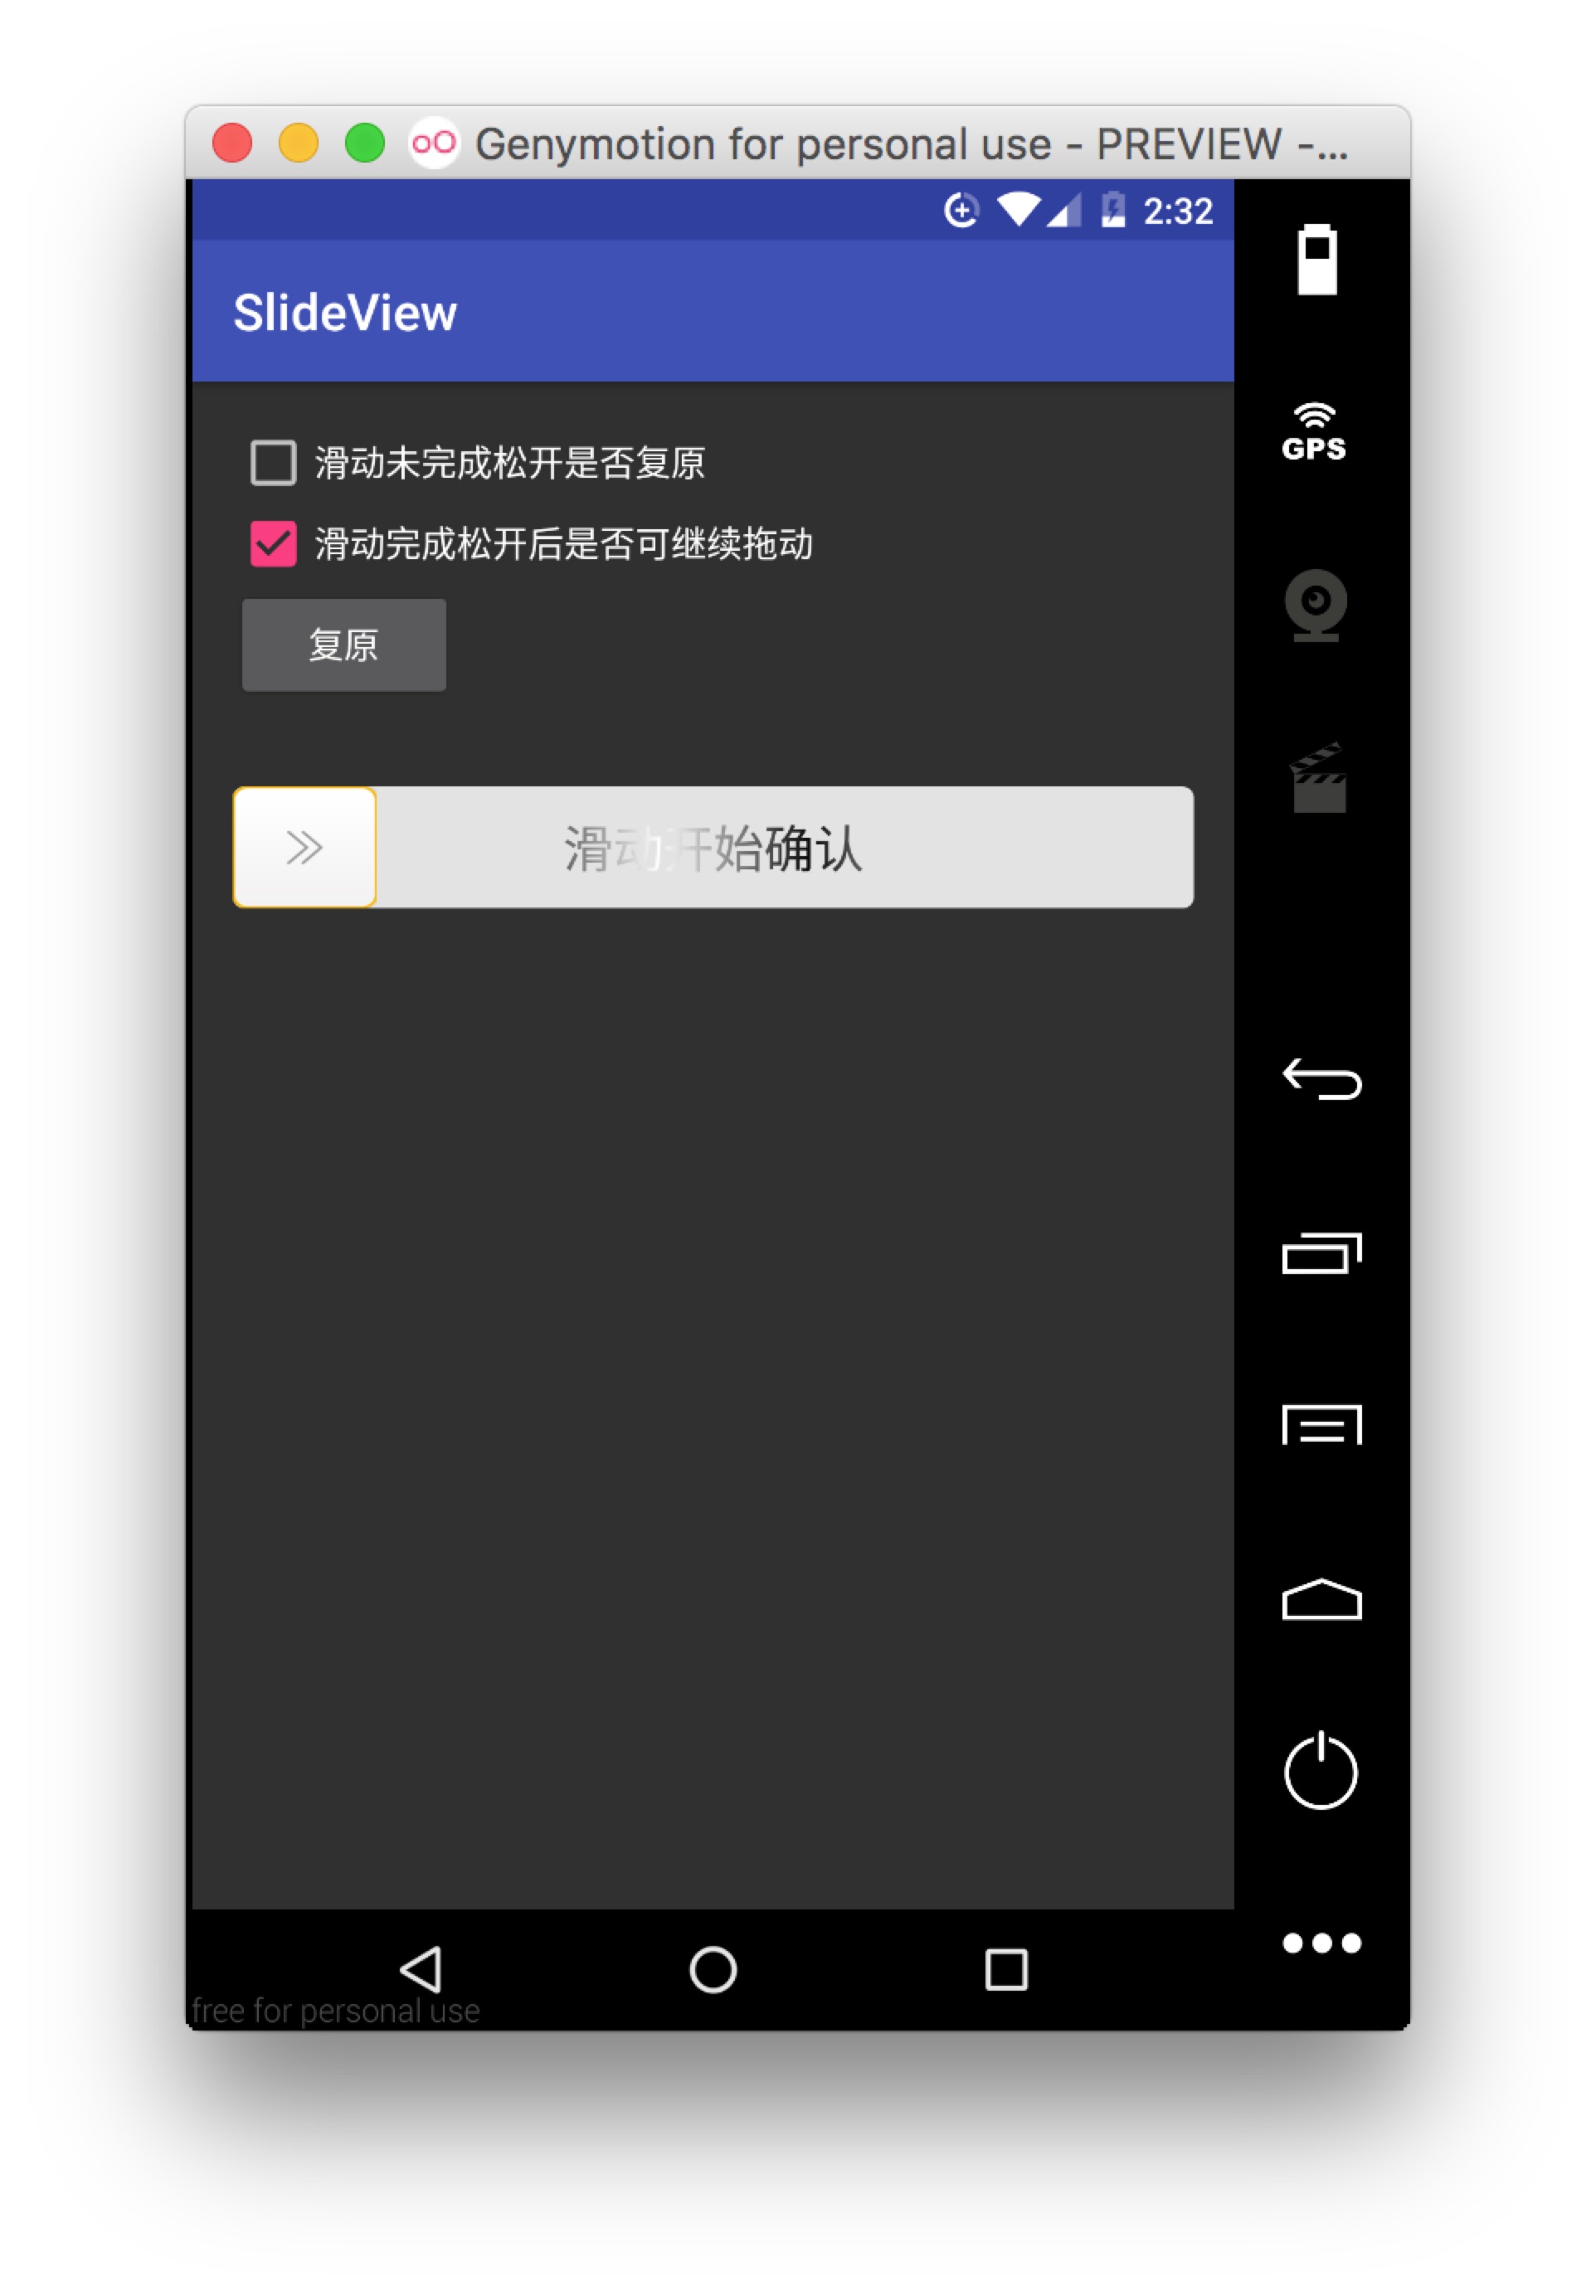 Genymotion for personal use - PREVIEW -...
2:32
SlideView
GPS
滑动未完成松开是否复原
滑动完成松开后是否可继续拖动
复原
滑动开始确认
free for personal use